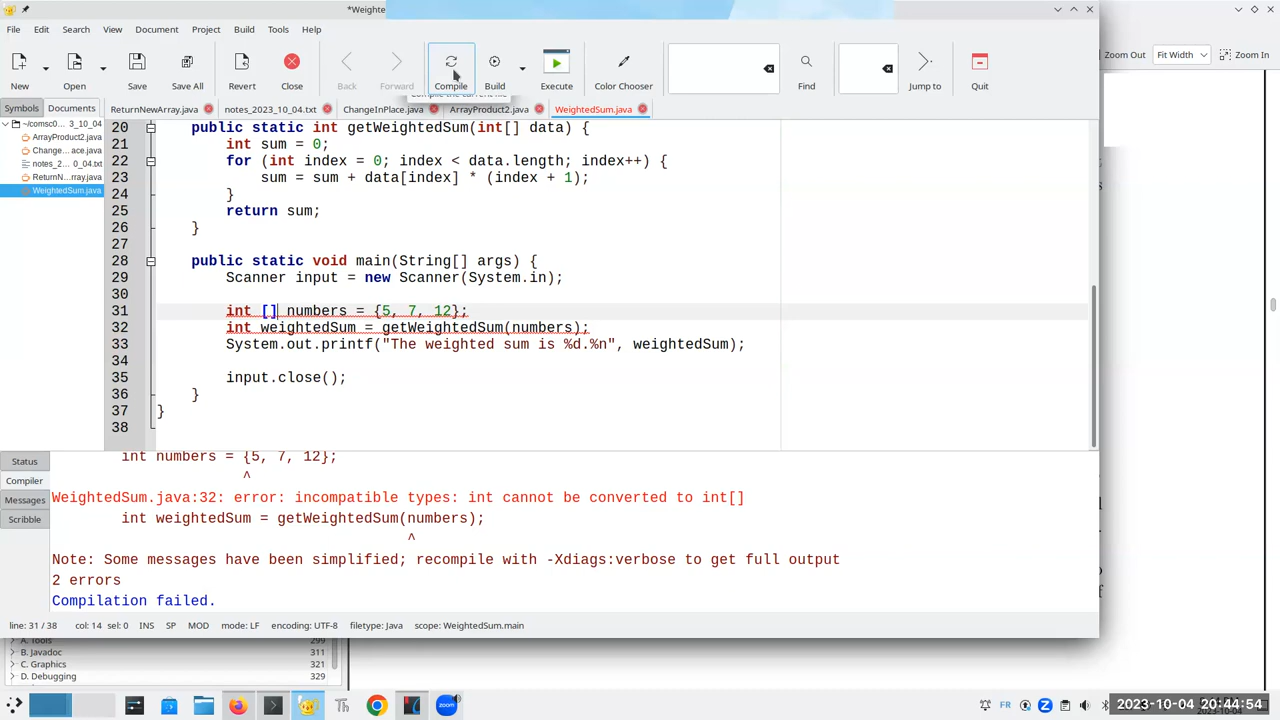 *Weighte
File Edit Search View Document Project Build Tools Help
New Open Save Save All Revert Close Back Forward Compile Build Execute Color Chooser Find Jump to Quit
Zoom Out Fit Width Zoom In
Symbols Documents
ReturnNewArray.java notes_2023_10_04.txt ChangeInPlace.java ArrayProduct2.java WeightedSum.java
~/comsc0... 3_10_04
ArrayProduct2.java
Change...ace.java
notes_2...0_04.txt
ReturnN...rray.java
WeightedSum.java
20 public static int getWeightedSum(int[] data) {
21 int sum = 0;
22 for (int index = 0; index < data.length; index++) {
23 sum = sum + data[index] * (index + 1);
24 }
25 return sum;
26 }
27
28 public static void main(String[] args) {
29 Scanner input = new Scanner(System.in);
30
31 int [] numbers = {5, 7, 12};
32 int weightedSum = getWeightedSum(numbers);
33 System.out.printf("The weighted sum is %d.%n", weightedSum);
34
35 input.close();
36 }
37 }
38
Status
Compiler
Messages
Scribble
int numbers = {5, 7, 12};
^
WeightedSum.java:32: error: incompatible types: int cannot be converted to int[]
int weightedSum = getWeightedSum(numbers);
^
Note: Some messages have been simplified; recompile with -Xdiags:verbose to get full output
2 errors
Compilation failed.
line: 31 / 38 col: 14 sel: 0 INS SP MOD mode: LF encoding: UTF-8 filetype: Java scope: WeightedSum.main
A. Tools 299
B. Javadoc 311
C. Graphics 321
D. Debugging 329
Th zoom FR
2023-10-04 20:44:54